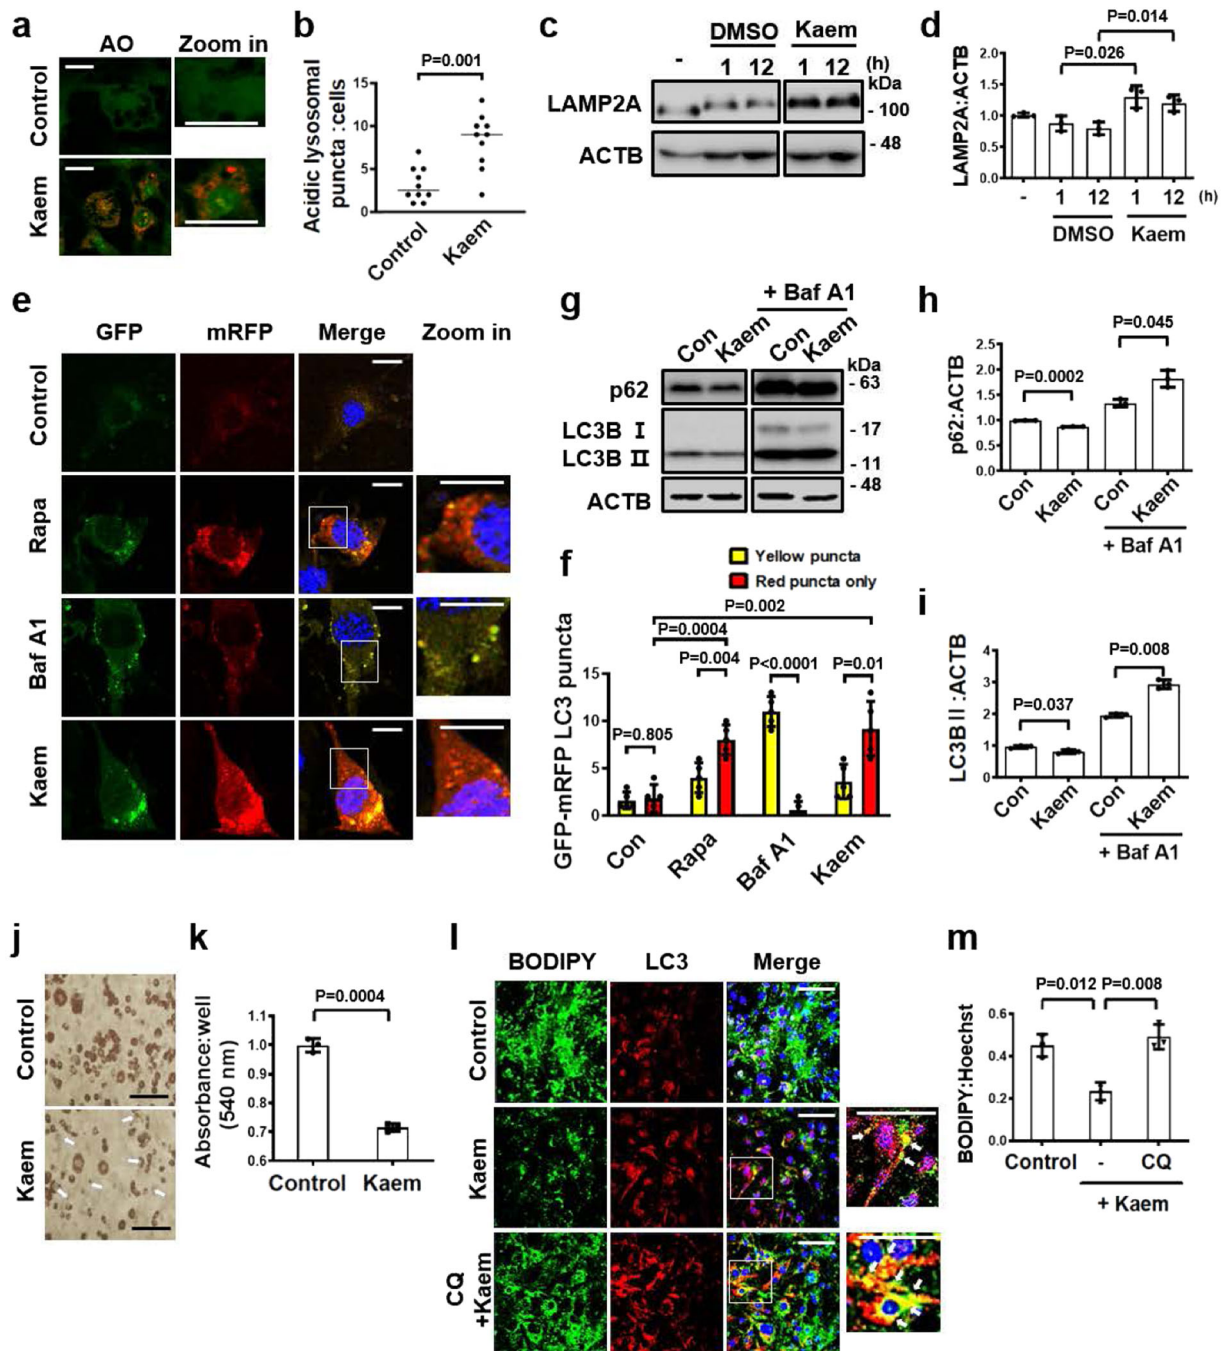 a
AO
Zoom in
Control
Kaem
b
P=0.001
15
10
5
0
Acidic lysosomal
puncta :cells
Control
Kaem
c
DMSO
Kaem
-
1
12
1
12
(h)
kDa
LAMP2A
- 100
ACTB
- 48
d
P=0.014
P=0.026
2.0
1.5
1.0
0.5
0.0
LAMP2A:ACTB
-
1
12
1
12
(h)
DMSO
Kaem
e
GFP
mRFP
Merge
Zoom in
Control
Rapa
Baf A1
Kaem
g
+ Baf A1
Con
Kaem
Con
Kaem
kDa
p62
- 63
LC3B I
- 17
LC3B II
- 11
ACTB
- 48
h
P=0.045
P=0.0002
2.5
2.0
1.5
1.0
0.5
0.0
p62:ACTB
Con
Kaem
Con
Kaem
+ Baf A1
f
Yellow puncta
Red puncta only
P=0.002
P=0.0004
P=0.004
P<0.0001
P=0.01
P=0.805
15
10
5
0
GFP-mRFP LC3 puncta
Con
Rapa
Baf A1
Kaem
i
P=0.008
P=0.037
4
3
2
1
0
LC3B II :ACTB
Con
Kaem
Con
Kaem
+ Baf A1
j
Control
Kaem
k
P=0.0004
1.1
1.0
0.9
0.8
0.7
0.6
Absorbance:well
(540 nm)
Control
Kaem
l
BODIPY
LC3
Merge
Control
Kaem
CQ
+Kaem
m
P=0.012
P=0.008
0.6
0.4
0.2
0.0
BODIPY:Hoechst
Control
-
CQ
+ Kaem